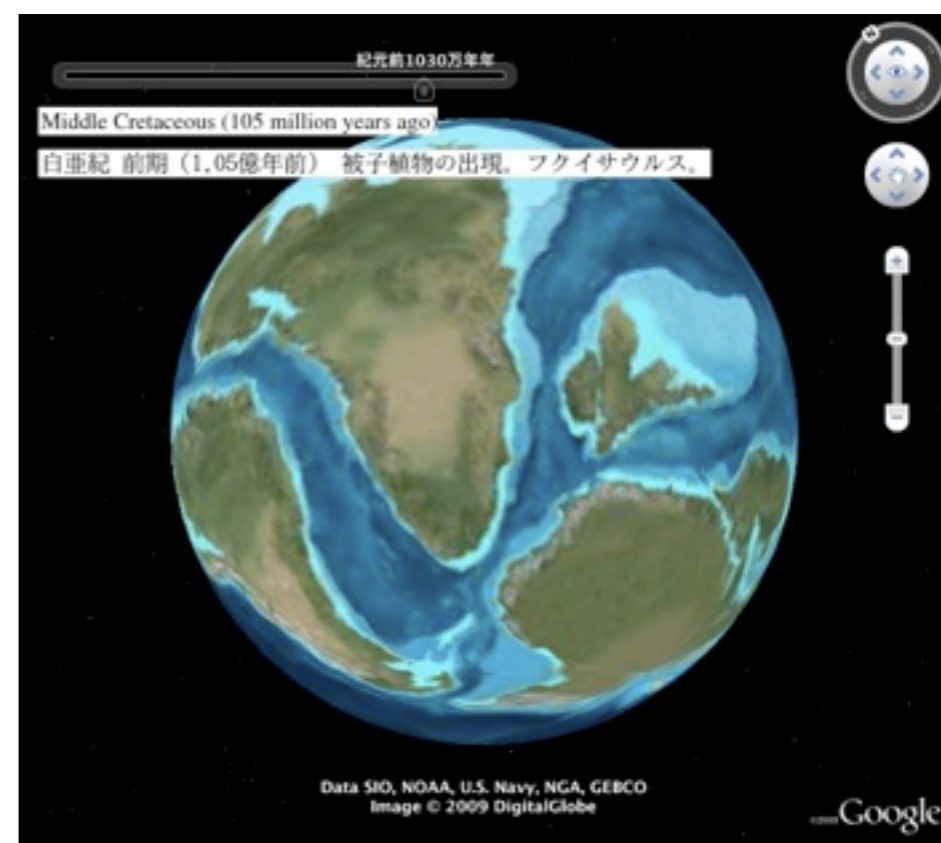 紀元前1030万年年
Middle Cretaceous (105 million years ago)
白亜紀 前期（1.05億年前） 被子植物の出現。フクイサウルス。
Data SIO, NOAA, U.S. Navy, NGA, GEBCO
Image © 2009 DigitalGlobe
©2009 Google